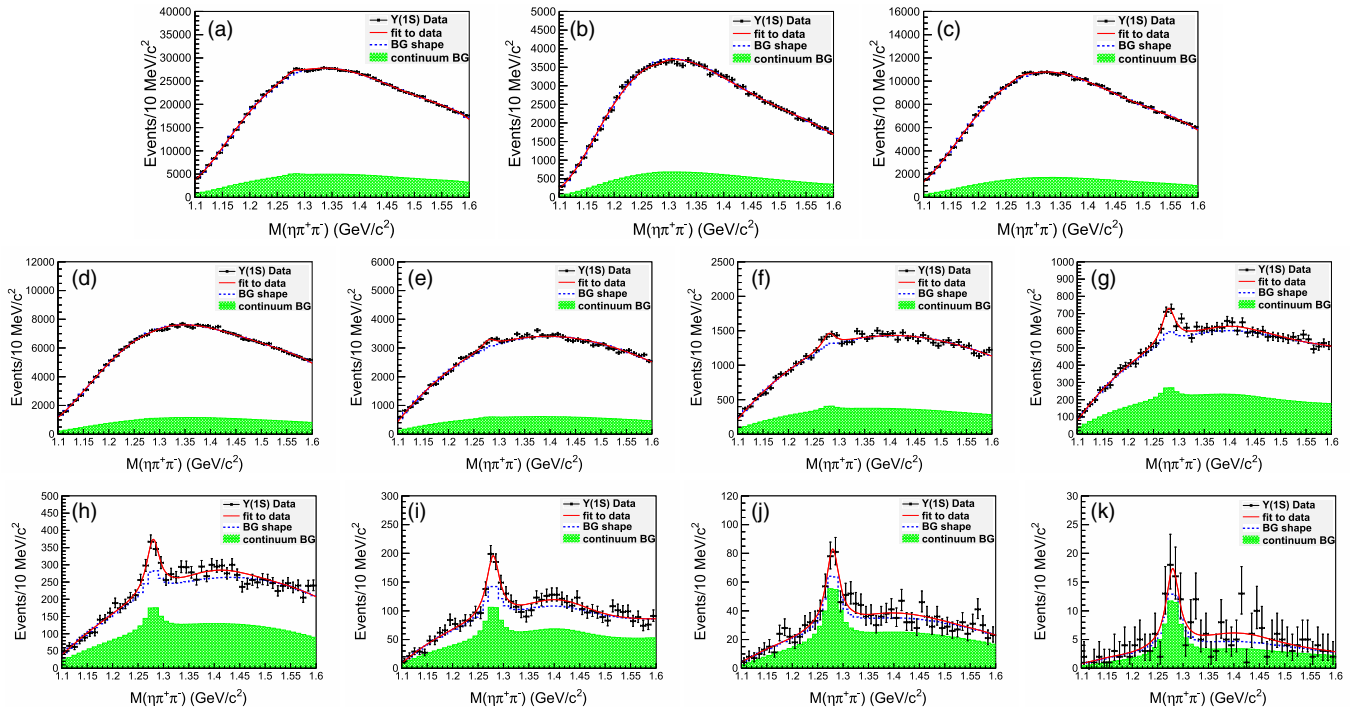 (a)
Y(1S) Data
fit to data
BG shape
continuum BG
Events/10 MeV/c²
40000
35000
30000
25000
20000
15000
10000
5000
0
1.1 1.15 1.2 1.25 1.3 1.35 1.4 1.45 1.5 1.55 1.6
M(ηπ⁺π⁻) (GeV/c²)
(b)
Y(1S) Data
fit to data
BG shape
continuum BG
Events/10 MeV/c²
5000
4500
4000
3500
3000
2500
2000
1500
1000
500
0
1.1 1.15 1.2 1.25 1.3 1.35 1.4 1.45 1.5 1.55 1.6
M(ηπ⁺π⁻) (GeV/c²)
(c)
Y(1S) Data
fit to data
BG shape
continuum BG
Events/10 MeV/c²
16000
14000
12000
10000
8000
6000
4000
2000
0
1.1 1.15 1.2 1.25 1.3 1.35 1.4 1.45 1.5 1.55 1.6
M(ηπ⁺π⁻) (GeV/c²)
(d)
Y(1S) Data
fit to data
BG shape
continuum BG
Events/10 MeV/c²
12000
10000
8000
6000
4000
2000
0
1.1 1.15 1.2 1.25 1.3 1.35 1.4 1.45 1.5 1.55 1.6
M(ηπ⁺π⁻) (GeV/c²)
(e)
Y(1S) Data
fit to data
BG shape
continuum BG
Events/10 MeV/c²
6000
5000
4000
3000
2000
1000
0
1.1 1.15 1.2 1.25 1.3 1.35 1.4 1.45 1.5 1.55 1.6
M(ηπ⁺π⁻) (GeV/c²)
(f)
Y(1S) Data
fit to data
BG shape
continuum BG
Events/10 MeV/c²
2500
2000
1500
1000
500
0
1.1 1.15 1.2 1.25 1.3 1.35 1.4 1.45 1.5 1.55 1.6
M(ηπ⁺π⁻) (GeV/c²)
(g)
Y(1S) Data
fit to data
BG shape
continuum BG
Events/10 MeV/c²
1000
900
800
700
600
500
400
300
200
100
0
1.1 1.15 1.2 1.25 1.3 1.35 1.4 1.45 1.5 1.55 1.6
M(ηπ⁺π⁻) (GeV/c²)
(h)
Y(1S) Data
fit to data
BG shape
continuum BG
Events/10 MeV/c²
500
450
400
350
300
250
200
150
100
50
0
1.1 1.15 1.2 1.25 1.3 1.35 1.4 1.45 1.5 1.55 1.6
M(ηπ⁺π⁻) (GeV/c²)
(i)
Y(1S) Data
fit to data
BG shape
continuum BG
Events/10 MeV/c²
300
250
200
150
100
50
0
1.1 1.15 1.2 1.25 1.3 1.35 1.4 1.45 1.5 1.55 1.6
M(ηπ⁺π⁻) (GeV/c²)
(j)
Y(1S) Data
fit to data
BG shape
continuum BG
Events/10 MeV/c²
120
100
80
60
40
20
0
1.1 1.15 1.2 1.25 1.3 1.35 1.4 1.45 1.5 1.55 1.6
M(ηπ⁺π⁻) (GeV/c²)
(k)
Y(1S) Data
fit to data
BG shape
continuum BG
Events/10 MeV/c²
30
25
20
15
10
5
0
1.1 1.15 1.2 1.25 1.3 1.35 1.4 1.45 1.5 1.55 1.6
M(ηπ⁺π⁻) (GeV/c²)